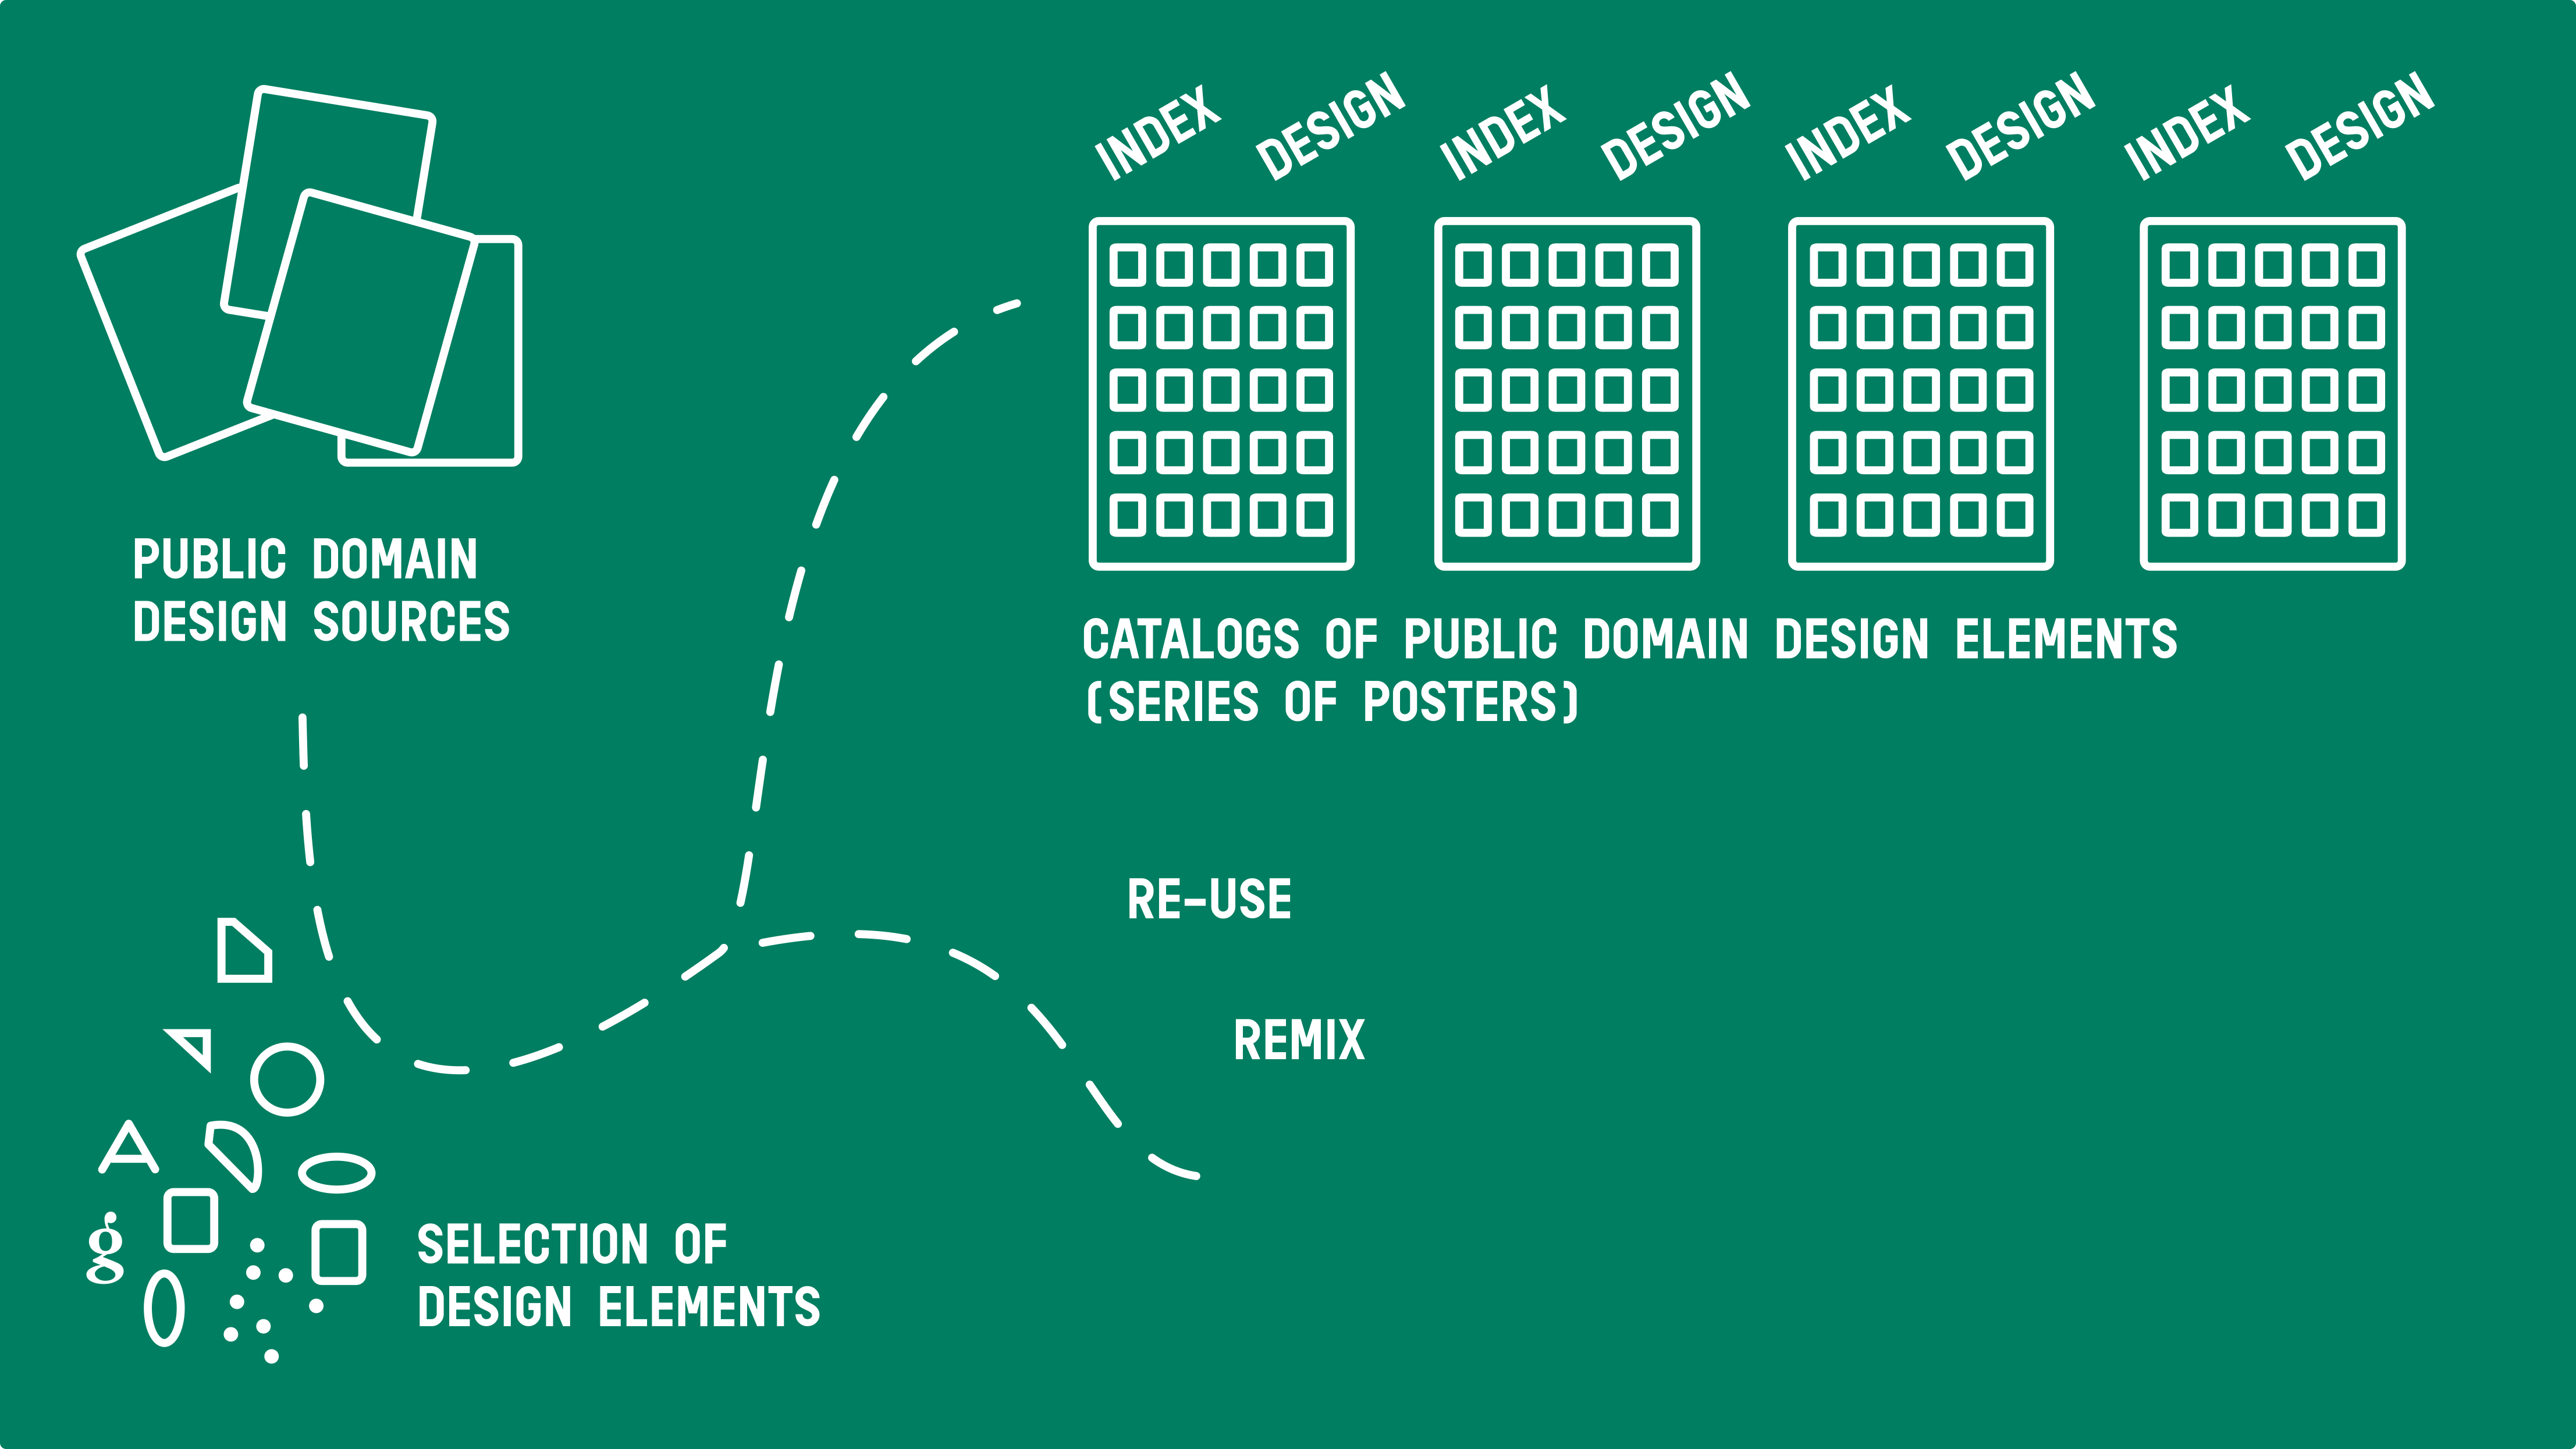 INDEX DESIGN INDEX DESIGN INDEX DESIGN INDEX DESIGN
PUBLIC DOMAIN
DESIGN SOURCES
CATALOGS OF PUBLIC DOMAIN DESIGN ELEMENTS
(SERIES OF POSTERS)
RE-USE
REMIX
A
g
SELECTION OF
DESIGN ELEMENTS